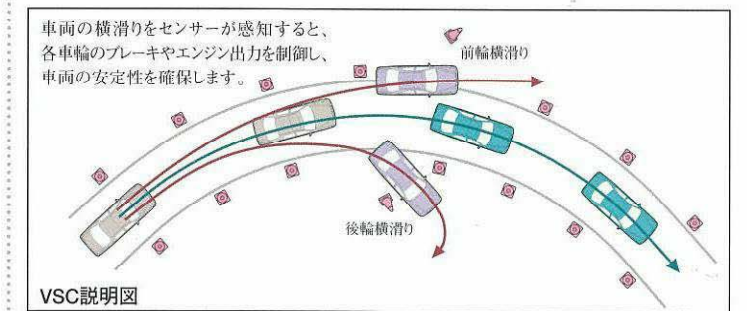 車両の横滑りをセンサーが感知すると、
各車輪のブレーキやエンジン出力を制御し、
車両の安定性を確保します。
前輪横滑り
後輪横滑り
VSC説明図